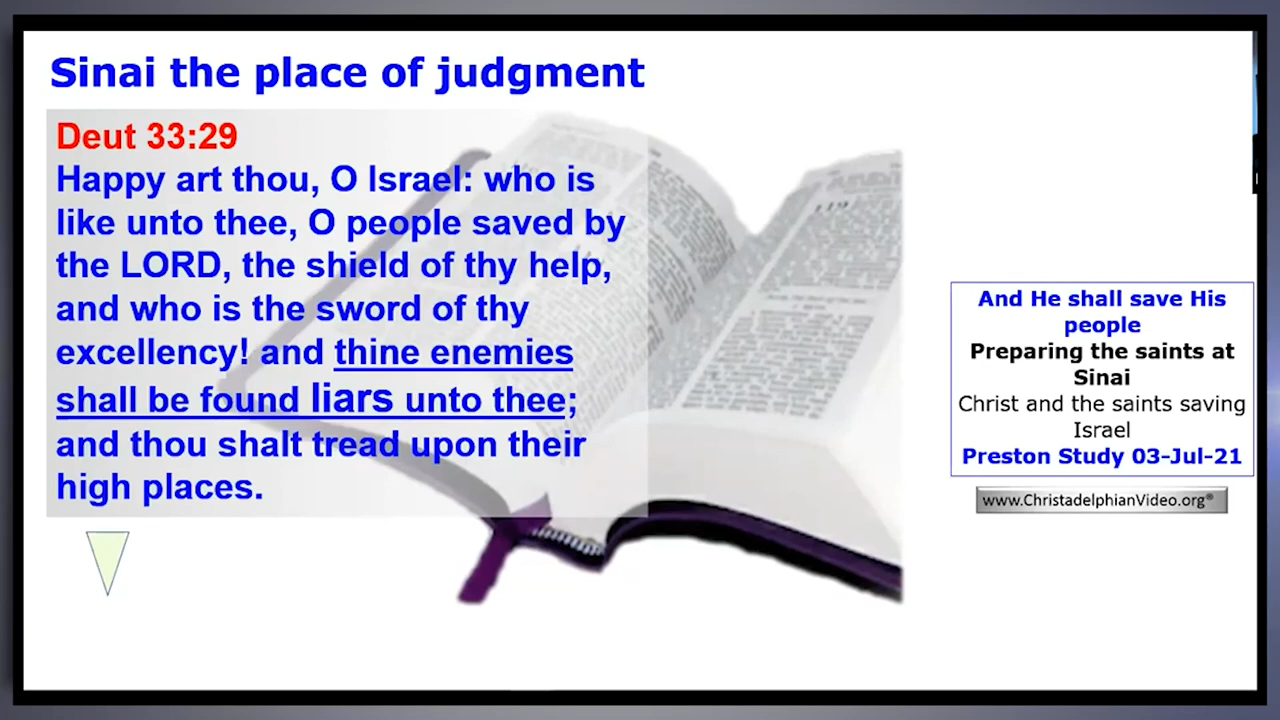 Sinai the place of judgment
Deut 33:29
Happy art thou, O Israel: who is
like unto thee, O people saved by
the LORD, the shield of thy help,
and who is the sword of thy
excellency! and thine enemies
shall be found liars unto thee;
and thou shalt tread upon their
high places.
And He shall save His
people
Preparing the saints at
Sinai
Christ and the saints saving
Israel
Preston Study 03-Jul-21
www.ChristadelphianVideo.org®